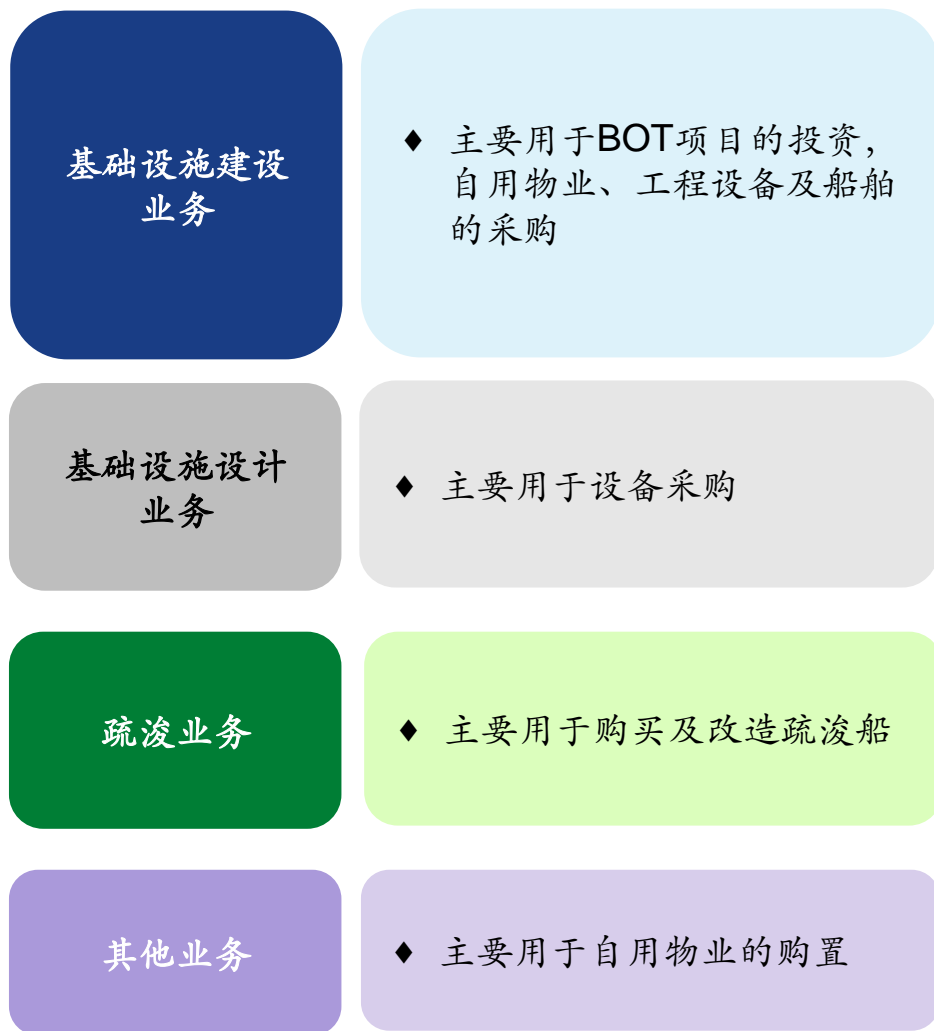 基础设施建设
业务
♦ 主要用于BOT项目的投资，
自用物业、工程设备及船舶
的采购
基础设施设计
业务
♦ 主要用于设备采购
疏浚业务
♦ 主要用于购买及改造疏浚船
其他业务
♦ 主要用于自用物业的购置